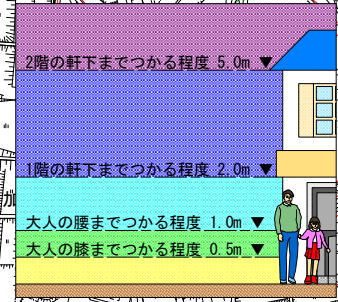 2階の軒下までつかる程度 5.0m ▼
1階の軒下までつかる程度 2.0m ▼
大人の腰までつかる程度 1.0m ▼
大人の膝までつかる程度 0.5m ▼